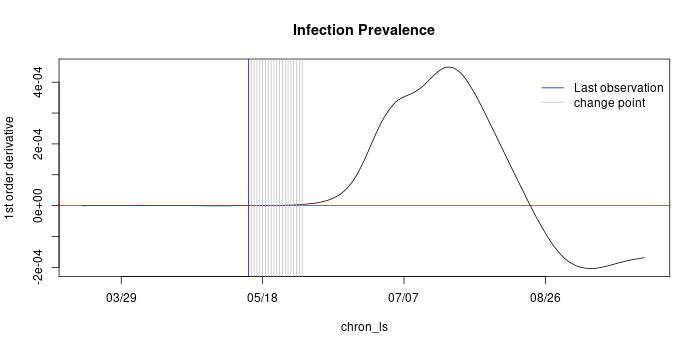 Infection Prevalence
1st order derivative
4e-04
2e-04
0e+00
-2e-04
Last observation
change point
03/29
05/18
07/07
08/26
chron_ls